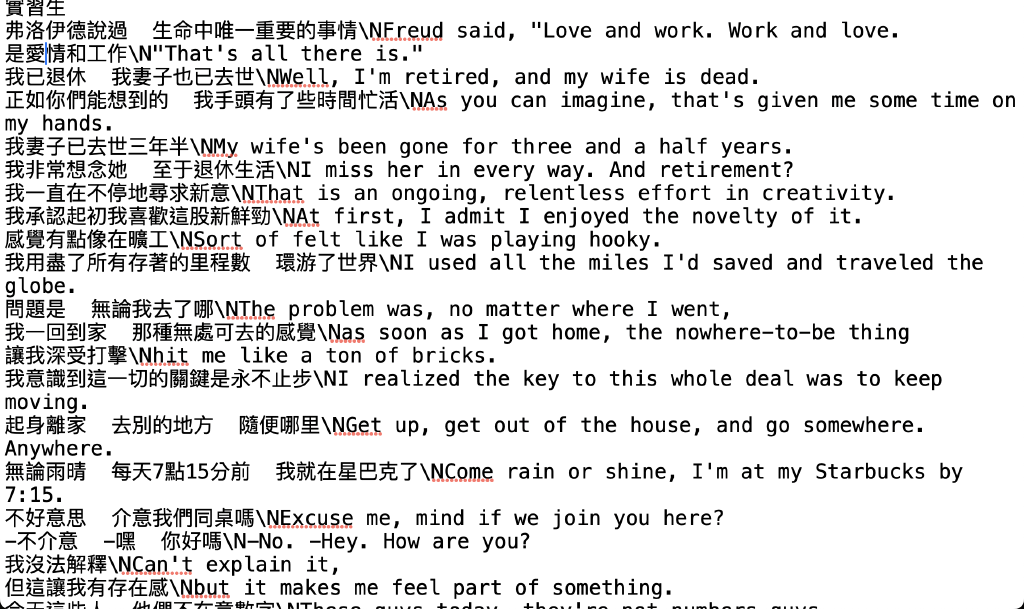 實習生
弗洛伊德說過　生命中唯一重要的事情\NFreud said, "Love and work. Work and love.
是愛情和工作\N"That's all there is."
我已退休　我妻子也已去世\NWell, I'm retired, and my wife is dead.
正如你們能想到的　我手頭有了些時間忙活\NAs you can imagine, that's given me some time on
my hands.
我妻子已去世三年半\NMy wife's been gone for three and a half years.
我非常想念她　至于退休生活\NI miss her in every way. And retirement?
我一直在不停地尋求新意\NThat is an ongoing, relentless effort in creativity.
我承認起初我喜歡這股新鮮勁\NAt first, I admit I enjoyed the novelty of it.
感覺有點像在曠工\NSort of felt like I was playing hooky.
我用盡了所有存著的里程數　環游了世界\NI used all the miles I'd saved and traveled the
globe.
問題是　無論我去了哪\NThe problem was, no matter where I went,
我一回到家　那種無處可去的感覺\Nas soon as I got home, the nowhere-to-be thing
讓我深受打擊\Nhit me like a ton of bricks.
我意識到這一切的關鍵是永不止步\NI realized the key to this whole deal was to keep
moving.
起身離家　去別的地方　隨便哪里\NGet up, get out of the house, and go somewhere.
Anywhere.
無論雨晴　每天7點15分前　我就在星巴克了\NCome rain or shine, I'm at my Starbucks by
7:15.
不好意思　介意我們同桌嗎\NExcuse me, mind if we join you here?
-不介意　-嘿　你好嗎\N-No. -Hey. How are you?
我沒法解釋\NCan't explain it,
但這讓我有存在感\Nbut it makes me feel part of something.